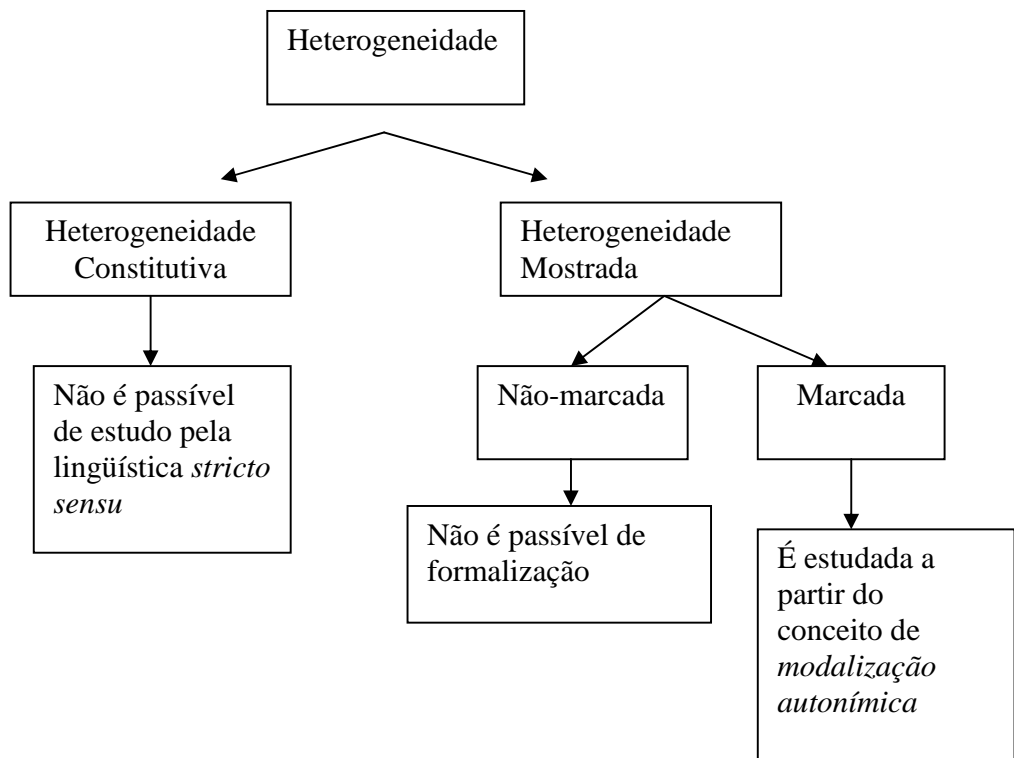 Heterogeneidade
Heterogeneidade
Constitutiva
Heterogeneidade
Mostrada
Não é passível
de estudo pela
lingüística stricto
sensu
Não-marcada
Marcada
Não é passível de
formalização
É estudada a
partir do
conceito de
modalização
autonímica